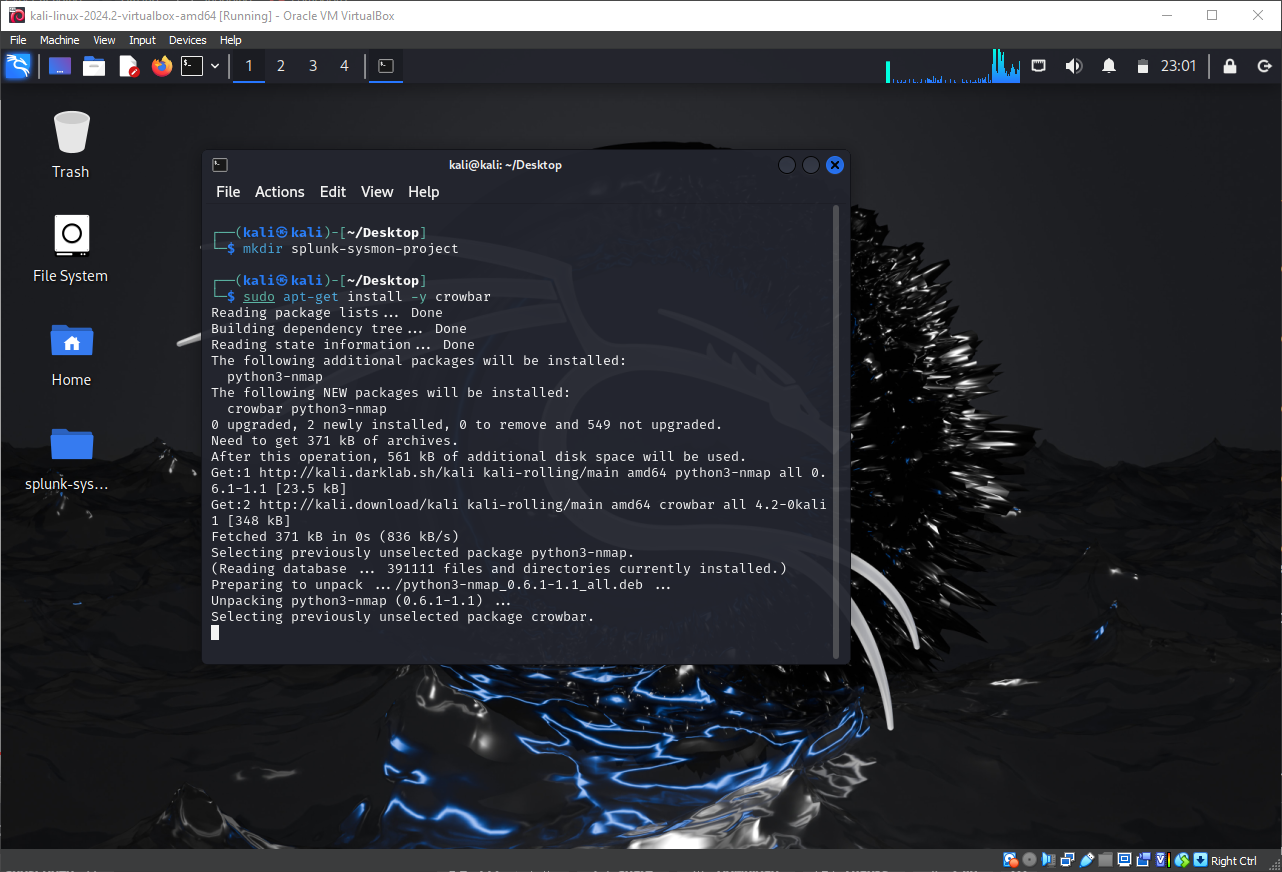 kali-linux-2024.2-virtualbox-amd64 [Running] - Oracle VM VirtualBox
File Machine View Input Devices Help
1 2 3 4
23:01
Trash
File System
Home
splunk-sys...
kali@kali: ~/Desktop
File Actions Edit View Help
┌──(kali㉿kali)-[~/Desktop]
└─$ mkdir splunk-sysmon-project
┌──(kali㉿kali)-[~/Desktop]
└─$ sudo apt-get install -y crowbar
Reading package lists... Done
Building dependency tree... Done
Reading state information... Done
The following additional packages will be installed:
python3-nmap
The following NEW packages will be installed:
crowbar python3-nmap
0 upgraded, 2 newly installed, 0 to remove and 549 not upgraded.
Need to get 371 kB of archives.
After this operation, 561 kB of additional disk space will be used.
Get:1 http://kali.darklab.sh/kali kali-rolling/main amd64 python3-nmap all 0.
6.1-1.1 [23.5 kB]
Get:2 http://kali.download/kali kali-rolling/main amd64 crowbar all 4.2-0kali
1 [348 kB]
Fetched 371 kB in 0s (836 kB/s)
Selecting previously unselected package python3-nmap.
(Reading database ... 391111 files and directories currently installed.)
Preparing to unpack .../python3-nmap_0.6.1-1.1_all.deb ...
Unpacking python3-nmap (0.6.1-1.1) ...
Selecting previously unselected package crowbar.
Right Ctrl